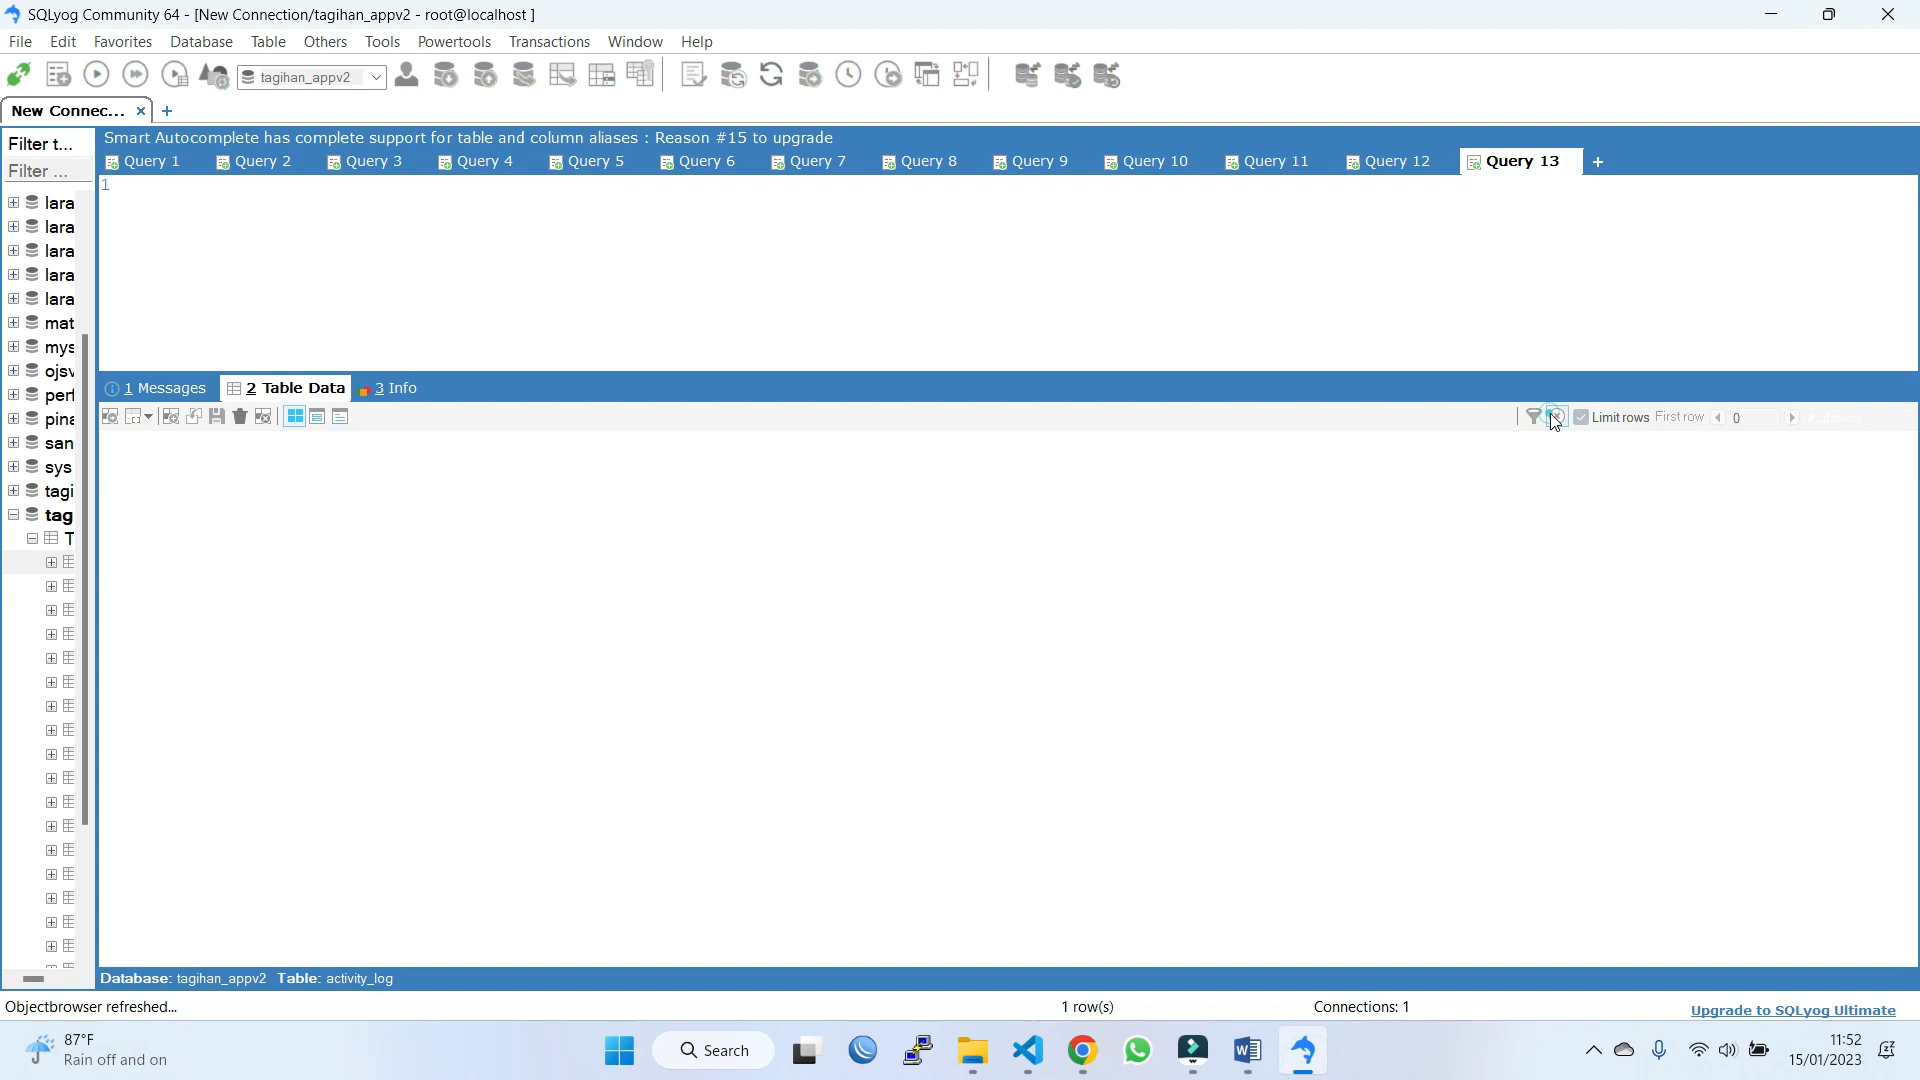 SQLyog Community 64 - [New Connection/tagihan_appv2 - root@localhost ]
File Edit Favorites Database Table Others Tools Powertools Transactions Window Help
tagihan_appv2
New Connec... × +
Filter t...
Filter ...
Smart Autocomplete has complete support for table and column aliases : Reason #15 to upgrade
Query 1 Query 2 Query 3 Query 4 Query 5 Query 6 Query 7 Query 8 Query 9 Query 10 Query 11 Query 12 Query 13 +
1
lara
lara
lara
lara
lara
mat
mys
ojsv
perf
pina
san
sys
tagi
tag
T
1 Messages 2 Table Data 3 Info
Limit rows First row 0
Database: tagihan_appv2 Table: activity_log
Objectbrowser refreshed... 1 row(s) Connections: 1 Upgrade to SQLyog Ultimate
87°F
Rain off and on
Search
11:52
15/01/2023